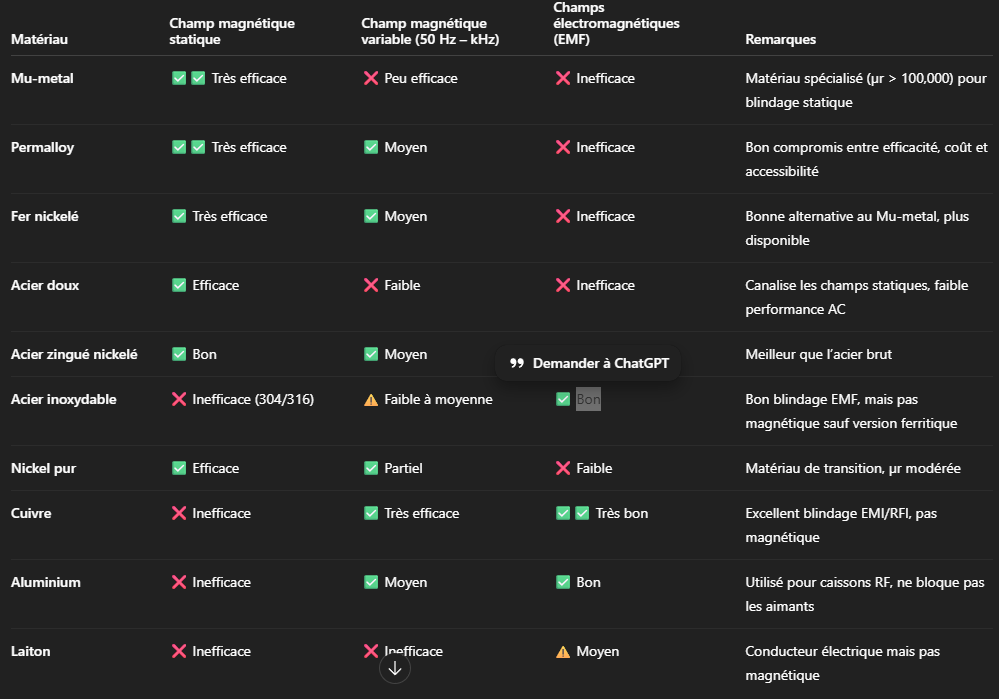 Matériau
Champ magnétique
statique
Champ magnétique
variable (50 Hz – kHz)
Champs
électromagnétiques
(EMF)
Remarques
Mu-metal
✅ ✅ Très efficace
❌ Peu efficace
❌ Inefficace
Matériau spécialisé (μr > 100,000) pour
blindage statique
Permalloy
✅ ✅ Très efficace
✅ Moyen
❌ Inefficace
Bon compromis entre efficacité, coût et
accessibilité
Fer nickelé
✅ Très efficace
✅ Moyen
❌ Inefficace
Bonne alternative au Mu-metal, plus
disponible
Acier doux
✅ Efficace
❌ Faible
❌ Inefficace
Canalise les champs statiques, faible
performance AC
Acier zingué nickelé
✅ Bon
✅ Moyen
Demander à ChatGPT
Meilleur que l'acier brut
Acier inoxydable
❌ Inefficace (304/316)
⚠️ Faible à moyenne
✅ Bon
Bon blindage EMF, mais pas
magnétique sauf version ferritique
Nickel pur
✅ Efficace
✅ Partiel
❌ Faible
Matériau de transition, μr modérée
Cuivre
❌ Inefficace
✅ Très efficace
✅ ✅ Très bon
Excellent blindage EMI/RFI, pas
magnétique
Aluminium
❌ Inefficace
✅ Moyen
✅ Bon
Utilisé pour caissons RF, ne bloque pas
les aimants
Laiton
❌ Inefficace
❌ Inefficace
⚠️ Moyen
Conducteur électrique mais pas
magnétique